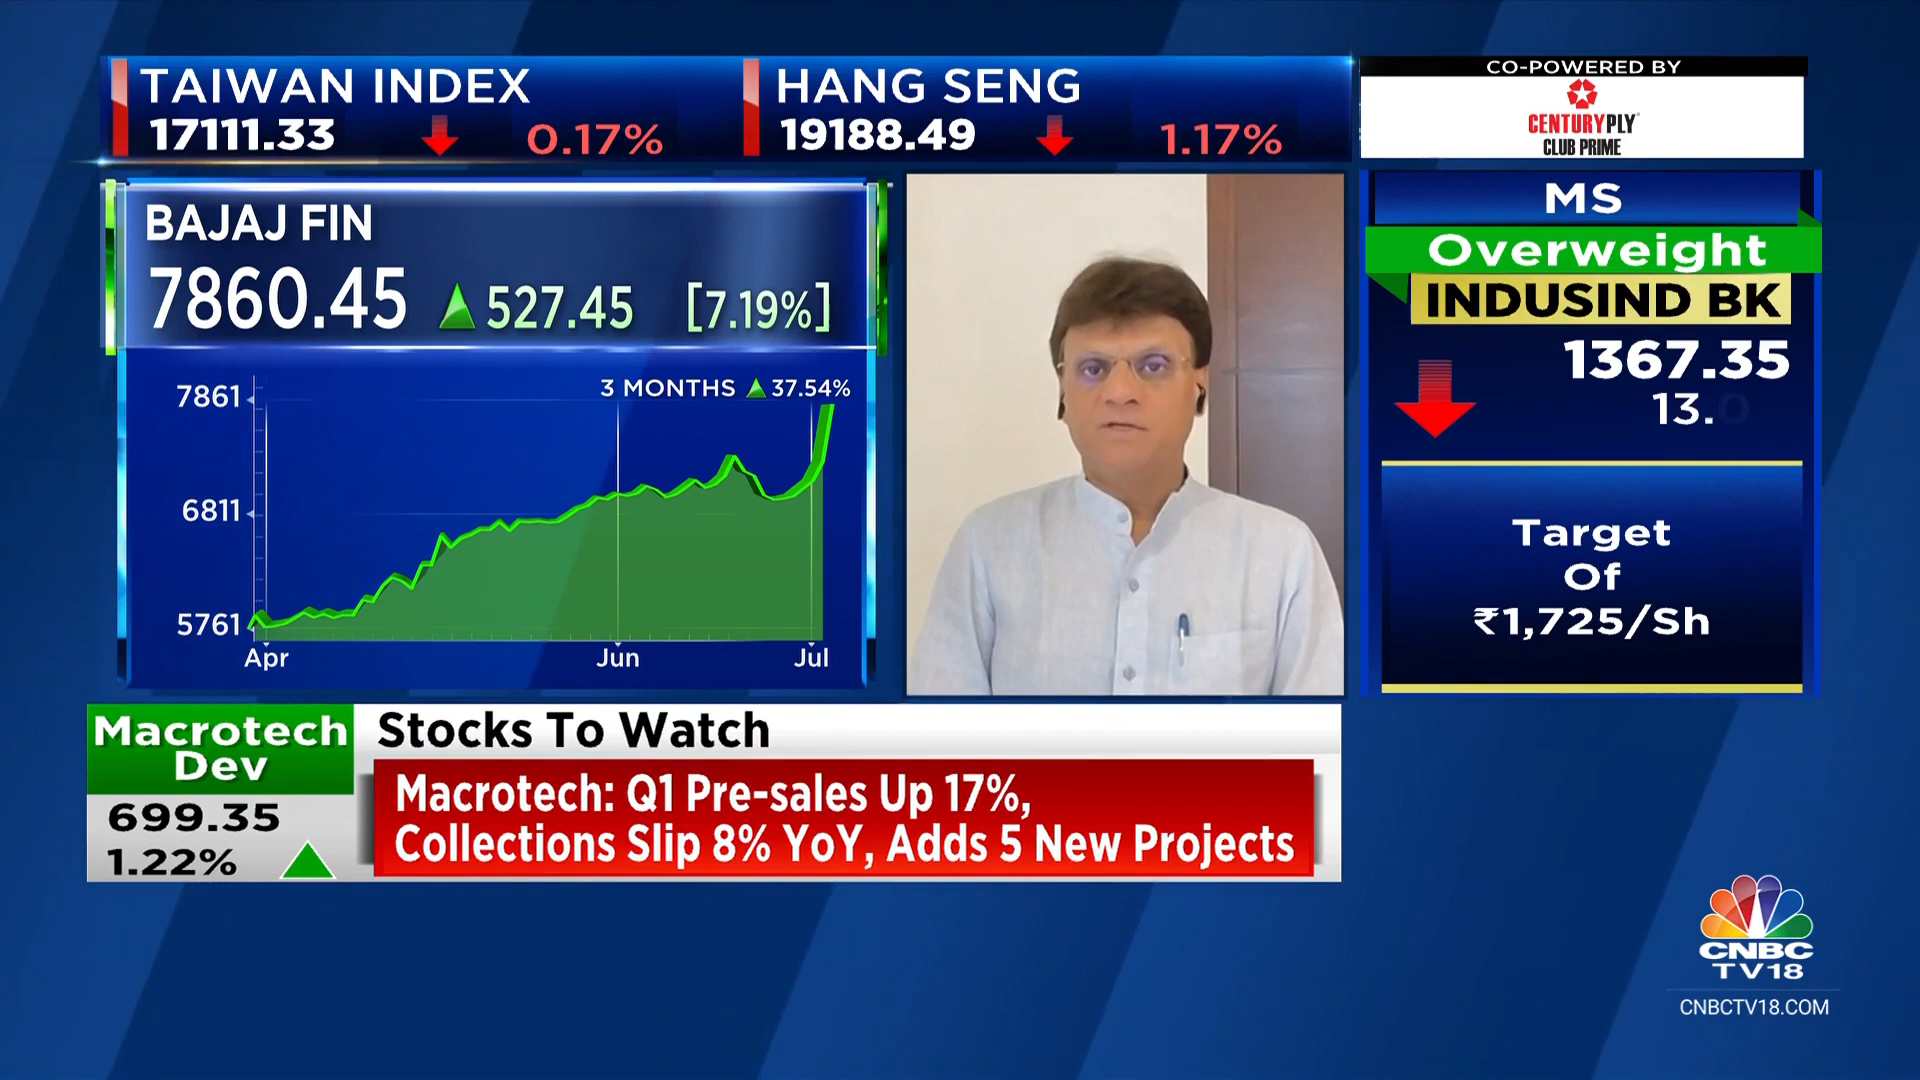 TAIWAN INDEX
17111.33 0.17%
HANG SENG
19188.49 1.17%
CO-POWERED BY
CENTURYPLY
CLUB PRIME
BAJAJ FIN
7860.45 527.45 [7.19%]
3 MONTHS 37.54%
7861
6811
5761
Apr Jun Jul
MS
Overweight
INDUSIND BK
1367.35
13.0
Target
Of
₹1,725/Sh
Macrotech
Dev
699.35
1.22%
Stocks To Watch
Macrotech: Q1 Pre-sales Up 17%,
Collections Slip 8% YoY, Adds 5 New Projects
CNBC
TV18
CNBCTV18.COM